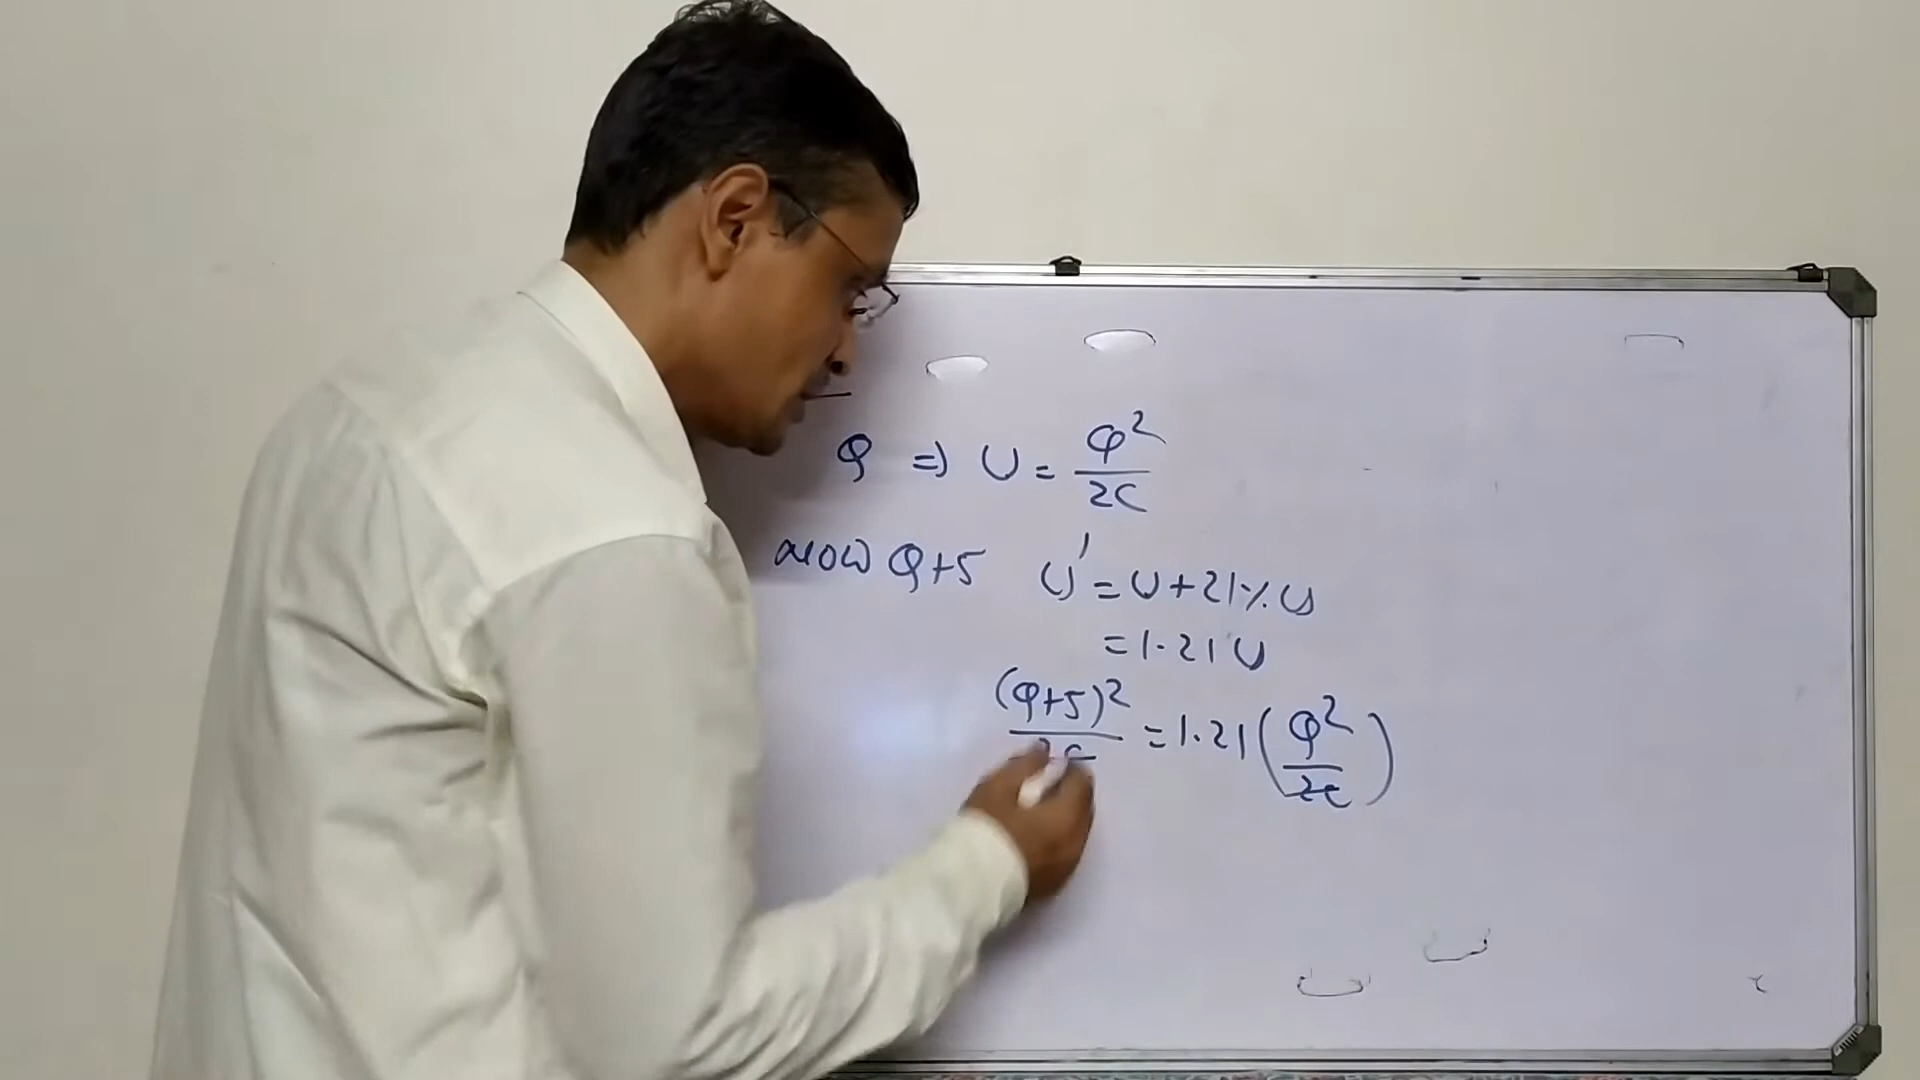 Q ⇒ U = Q²/2C
now Q+5 U' = U + 21% U
= 1.21 U
(Q+5)²/2C = 1.21 (Q²/2C)